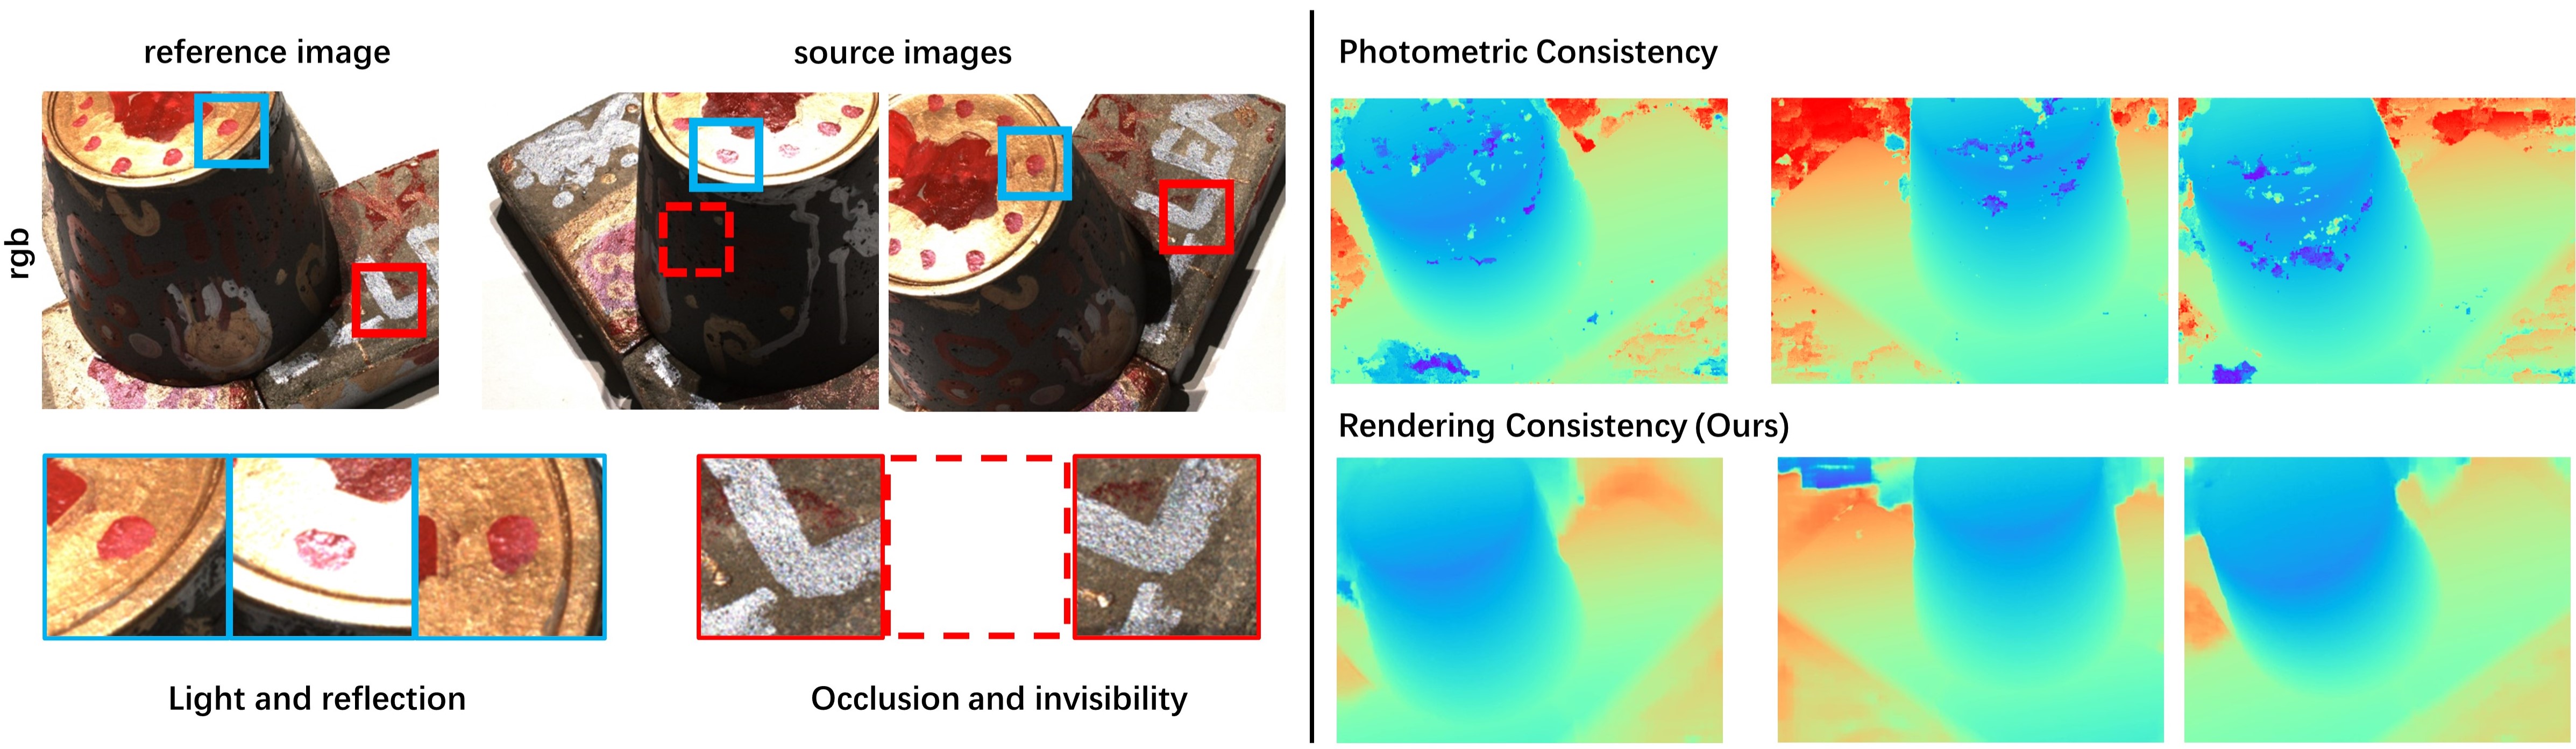 reference image
source images
rgb
Light and reflection
Occlusion and invisibility
Photometric Consistency
Rendering Consistency (Ours)